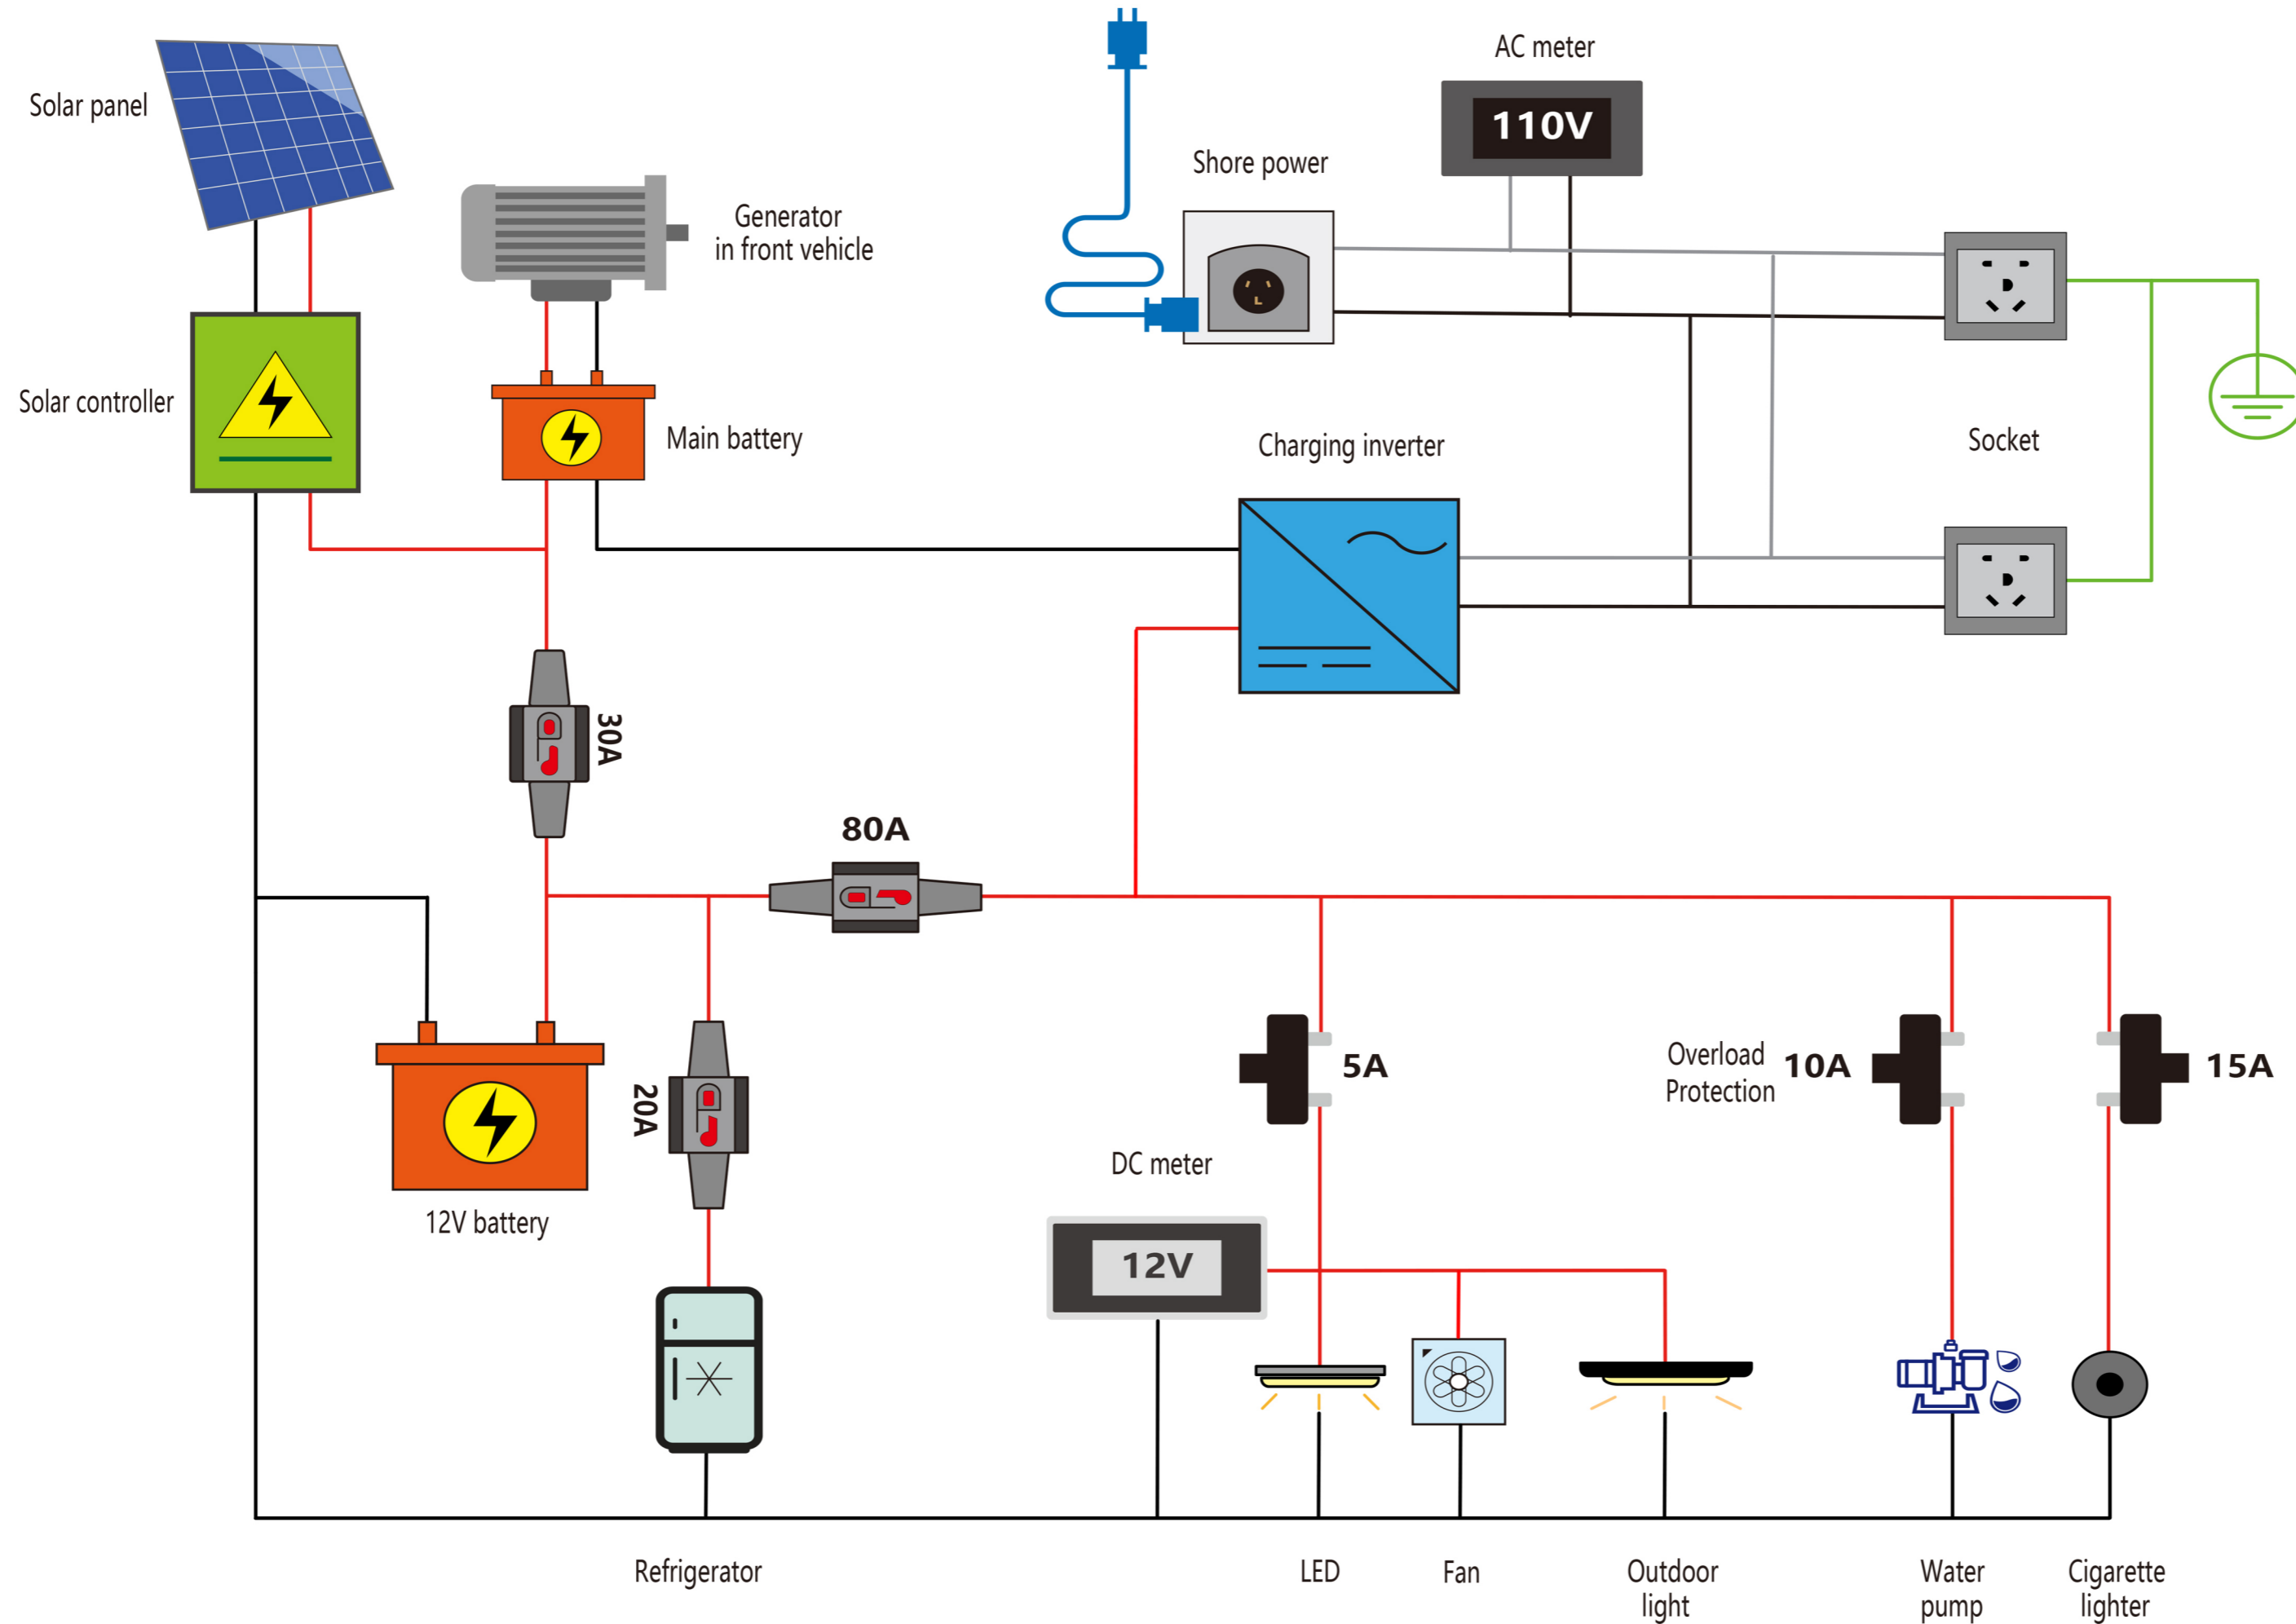 AC meter
Solar panel
110V
Shore power
Generator
in front vehicle
Solar controller
Main battery
Charging inverter
Socket
30A
80A
Overload
Protection
5A
10A
15A
20A
DC meter
12V battery
12V
Refrigerator
LED
Fan
Outdoor
light
Water
pump
Cigarette
lighter